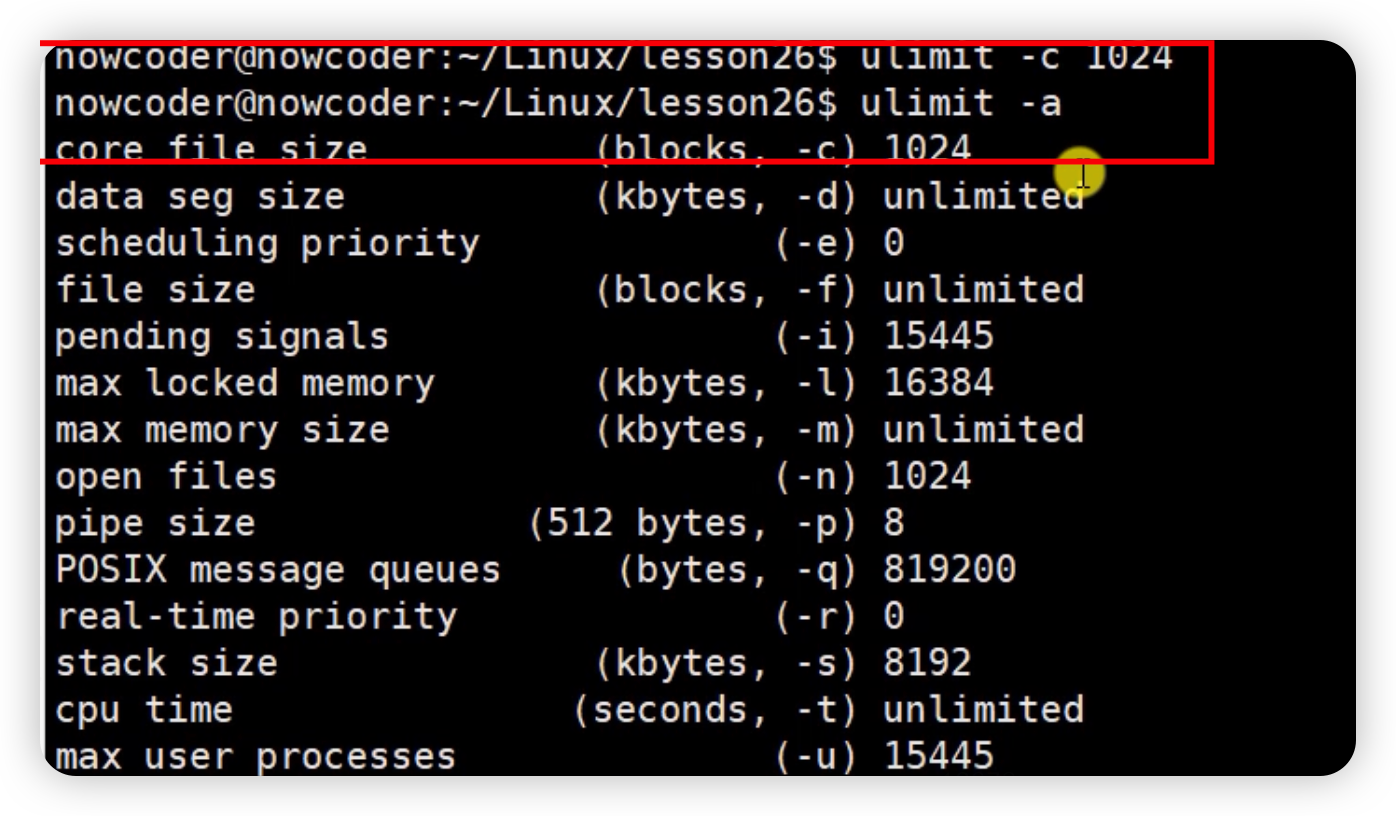 nowcoder@nowcoder:~/Linux/lesson26$ ulimit -c 1024
nowcoder@nowcoder:~/Linux/lesson26$ ulimit -a
core file size          (blocks, -c) 1024
data seg size           (kbytes, -d) unlimited
scheduling priority             (-e) 0
file size               (blocks, -f) unlimited
pending signals                 (-i) 15445
max locked memory       (kbytes, -l) 16384
max memory size         (kbytes, -m) unlimited
open files                      (-n) 1024
pipe size            (512 bytes, -p) 8
POSIX message queues     (bytes, -q) 819200
real-time priority              (-r) 0
stack size              (kbytes, -s) 8192
cpu time               (seconds, -t) unlimited
max user processes              (-u) 15445